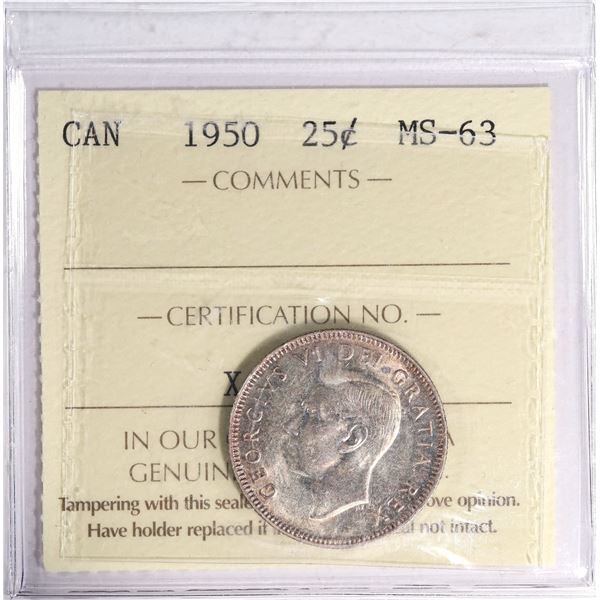 CAN 1950 25¢ MS-63
— COMMENTS —
— CERTIFICATION NO. —
X
IN OUR
GENUIN
Tampering with this seal ove opinion.
Have holder replaced if not intact.
GEORGIVS VI DEI GRATIA REX